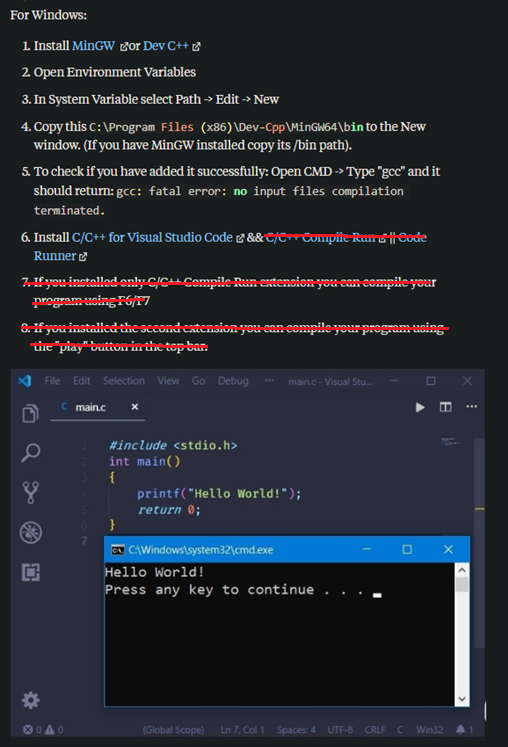 For Windows:
1. Install MinGW or Dev C++
2. Open Environment Variables
3. In System Variable select Path -> Edit -> New
4. Copy this C:\Program Files (x86)\Dev-Cpp\MinGW64\bin to the New
window. (If you have MinGW installed copy its /bin path).
5. To check if you have added it successfully: Open CMD -> Type "gcc" and it
should return: gcc: fatal error: no input files compilation
terminated.
6. Install C/C++ for Visual Studio Code && C/C++ Compile Run || Code
Runner
7. If you installed only C/C++ Compile Run extension you can compile your
program using F6/F7
8. If you installed the second extension you can compile your program using
the "play" button in the top bar.
File Edit Selection View Go Debug ... main.c - Visual Stu...
C main.c ×
1 #include <stdio.h>
2 int main()
3 {
4 printf("Hello World!");
5 return 0;
6 }
7
C:\Windows\system32\cmd.exe
Hello World!
Press any key to continue . . .
0 0 (Global Scope) Ln 7, Col 1 Spaces: 4 UTF-8 CRLF C Win32 1